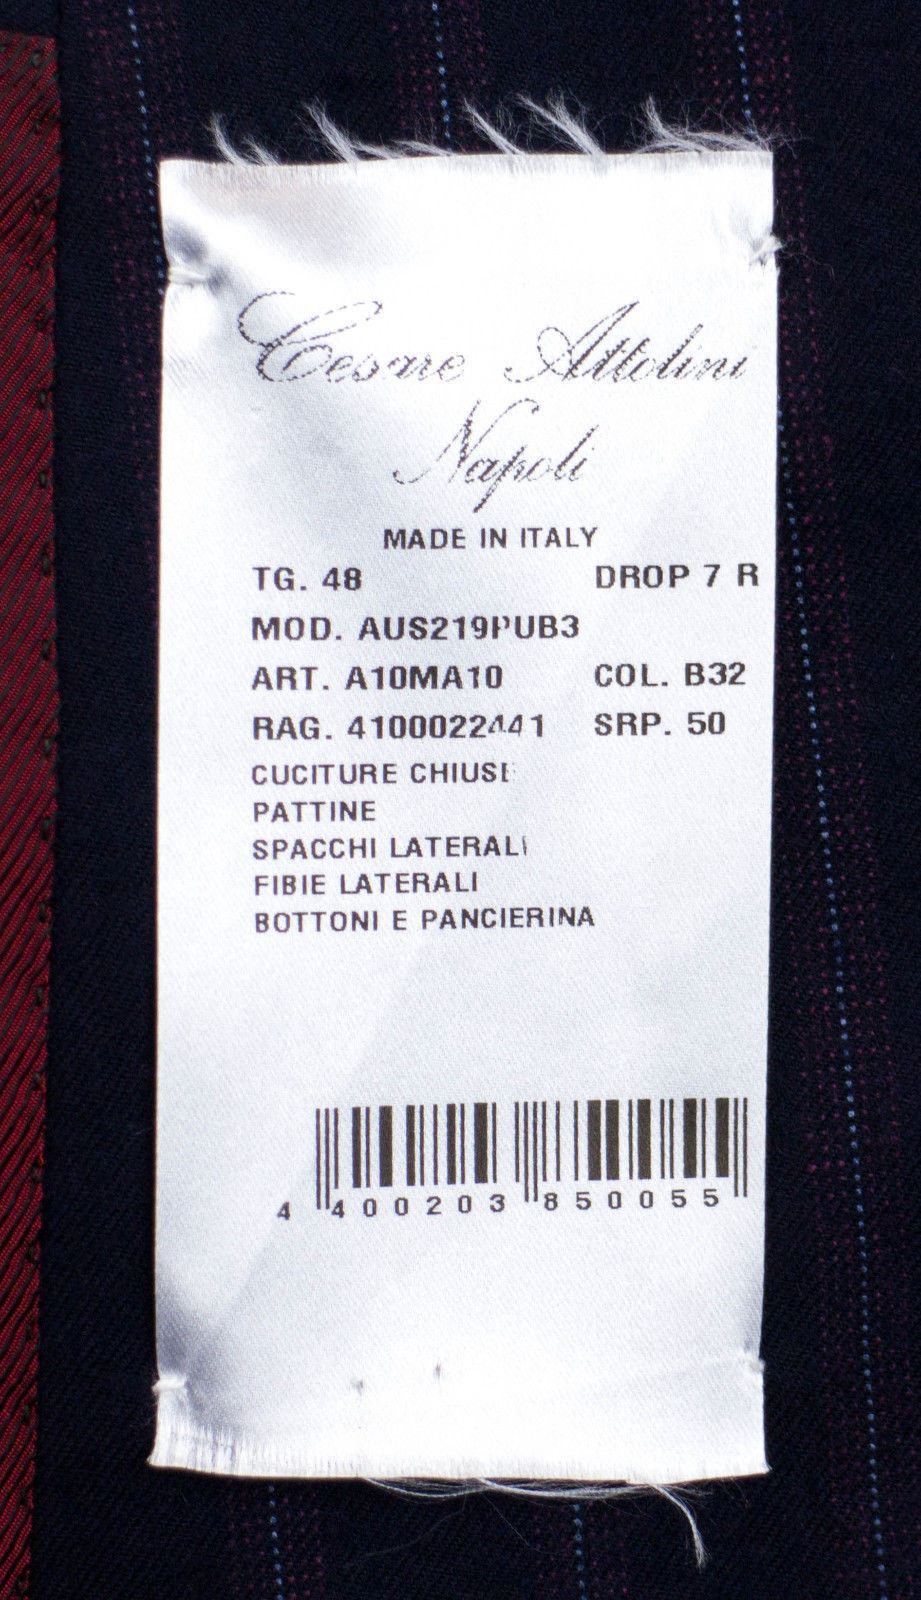 Cesare Attolini
Napoli
MADE IN ITALY
TG. 48 DROP 7 R
MOD. AUS219PUB3
ART. A10MA10 COL. B32
RAG. 4100022441 SRP. 50
CUCITURE CHIUSE
PATTINE
SPACCHI LATERALI
FIBIE LATERALI
BOTTONI E PANCIERINA
4 400203 850055